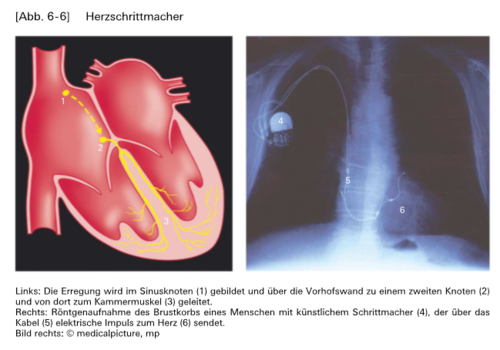 [Abb. 6-6] Herzschrittmacher
1
2
3
4
5
6
Links: Die Erregung wird im Sinusknoten (1) gebildet und über die Vorhofswand zu einem zweiten Knoten (2)
und von dort zum Kammermuskel (3) geleitet.
Rechts: Röntgenaufnahme des Brustkorbs eines Menschen mit künstlichem Schrittmacher (4), der über das
Kabel (5) elektrische Impuls zum Herz (6) sendet.
Bild rechts: © medicalpicture, mp